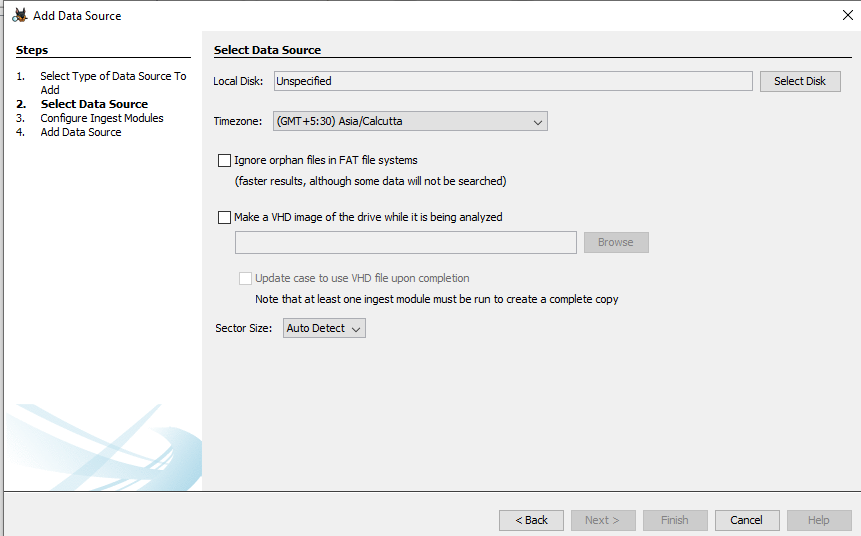 Add Data Source
Steps
1. Select Type of Data Source To
Add
2. Select Data Source
3. Configure Ingest Modules
4. Add Data Source
Select Data Source
Local Disk: Unspecified Select Disk
Timezone: (GMT+5:30) Asia/Calcutta
Ignore orphan files in FAT file systems
(faster results, although some data will not be searched)
Make a VHD image of the drive while it is being analyzed
Browse
Update case to use VHD file upon completion
Note that at least one ingest module must be run to create a complete copy
Sector Size: Auto Detect
< Back Next > Finish Cancel Help